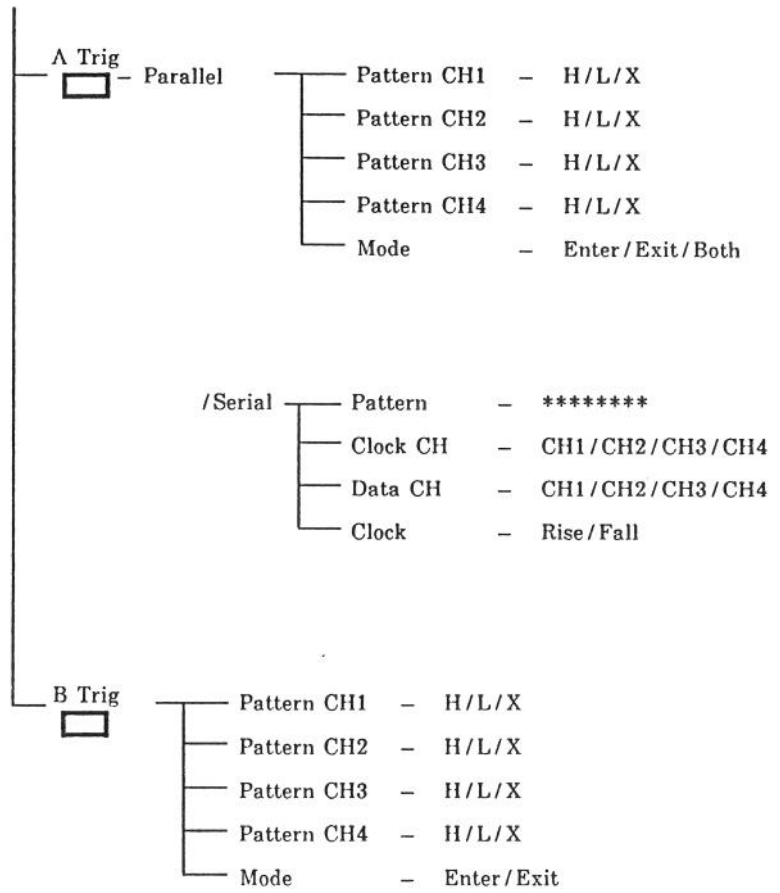 A Trig
– Parallel
Pattern CH1 – H/L/X
Pattern CH2 – H/L/X
Pattern CH3 – H/L/X
Pattern CH4 – H/L/X
Mode – Enter/Exit/Both
/Serial
Pattern – ********
Clock CH – CH1/CH2/CH3/CH4
Data CH – CH1/CH2/CH3/CH4
Clock – Rise/Fall
B Trig
Pattern CH1 – H/L/X
Pattern CH2 – H/L/X
Pattern CH3 – H/L/X
Pattern CH4 – H/L/X
Mode – Enter/Exit